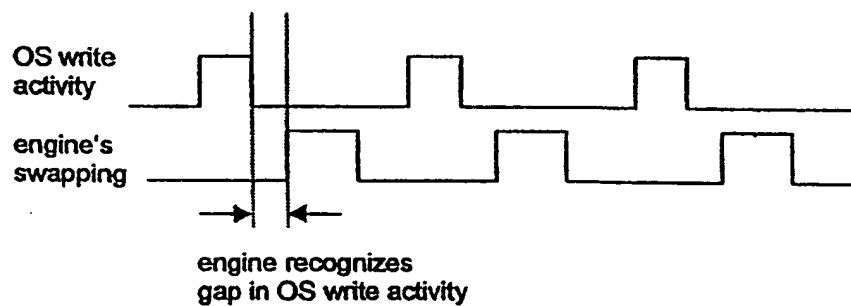 OS write
activity
engine's
swapping
engine recognizes
gap in OS write activity